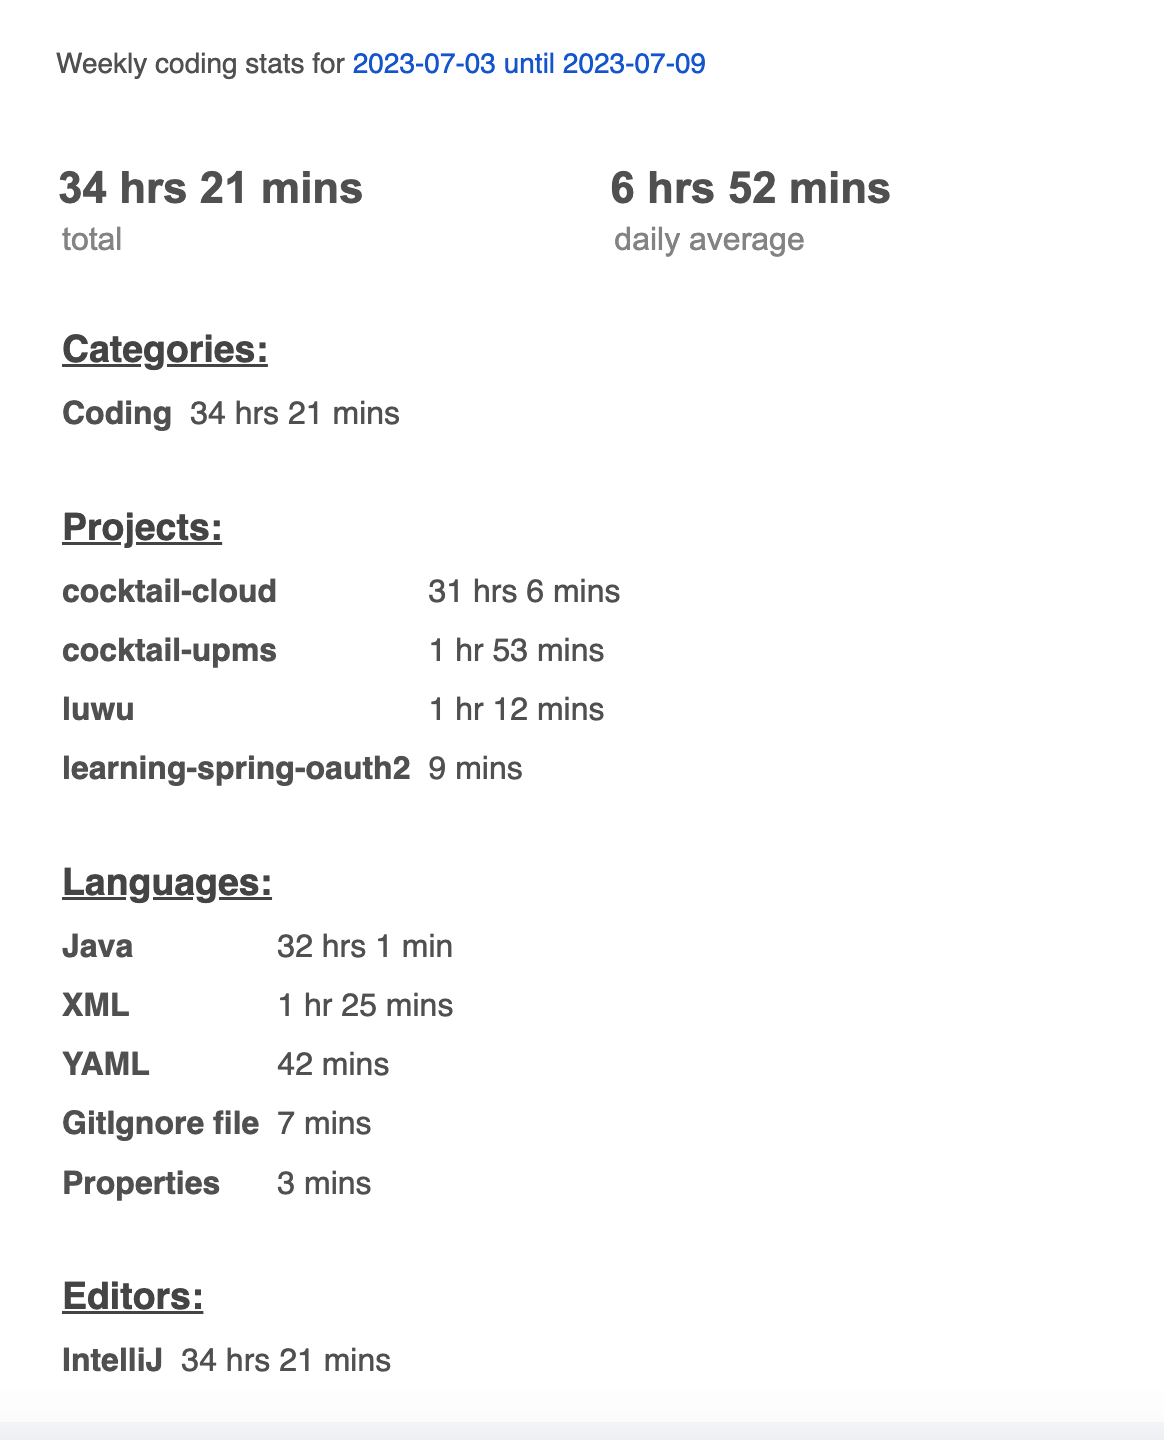 Weekly coding stats for 2023-07-03 until 2023-07-09
34 hrs 21 mins 6 hrs 52 mins
total daily average
Categories:
Coding 34 hrs 21 mins
Projects:
cocktail-cloud 31 hrs 6 mins
cocktail-upms 1 hr 53 mins
luwu 1 hr 12 mins
learning-spring-oauth2 9 mins
Languages:
Java 32 hrs 1 min
XML 1 hr 25 mins
YAML 42 mins
GitIgnore file 7 mins
Properties 3 mins
Editors:
IntelliJ 34 hrs 21 mins